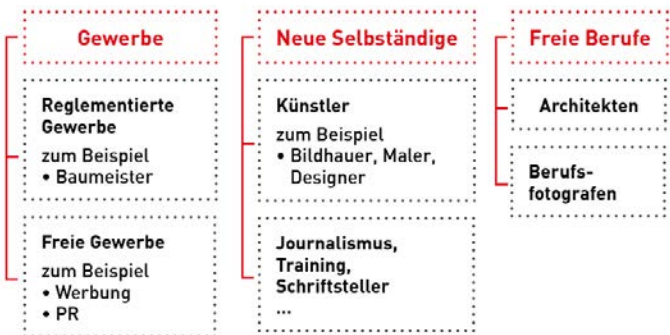 Gewerbe
Reglementierte
Gewerbe
zum Beispiel
• Baumeister
Freie Gewerbe
zum Beispiel
• Werbung
• PR
Neue Selbständige
Künstler
zum Beispiel
• Bildhauer, Maler,
Designer
Journalismus,
Training,
Schriftsteller
...
Freie Berufe
Architekten
Berufs-
fotografen